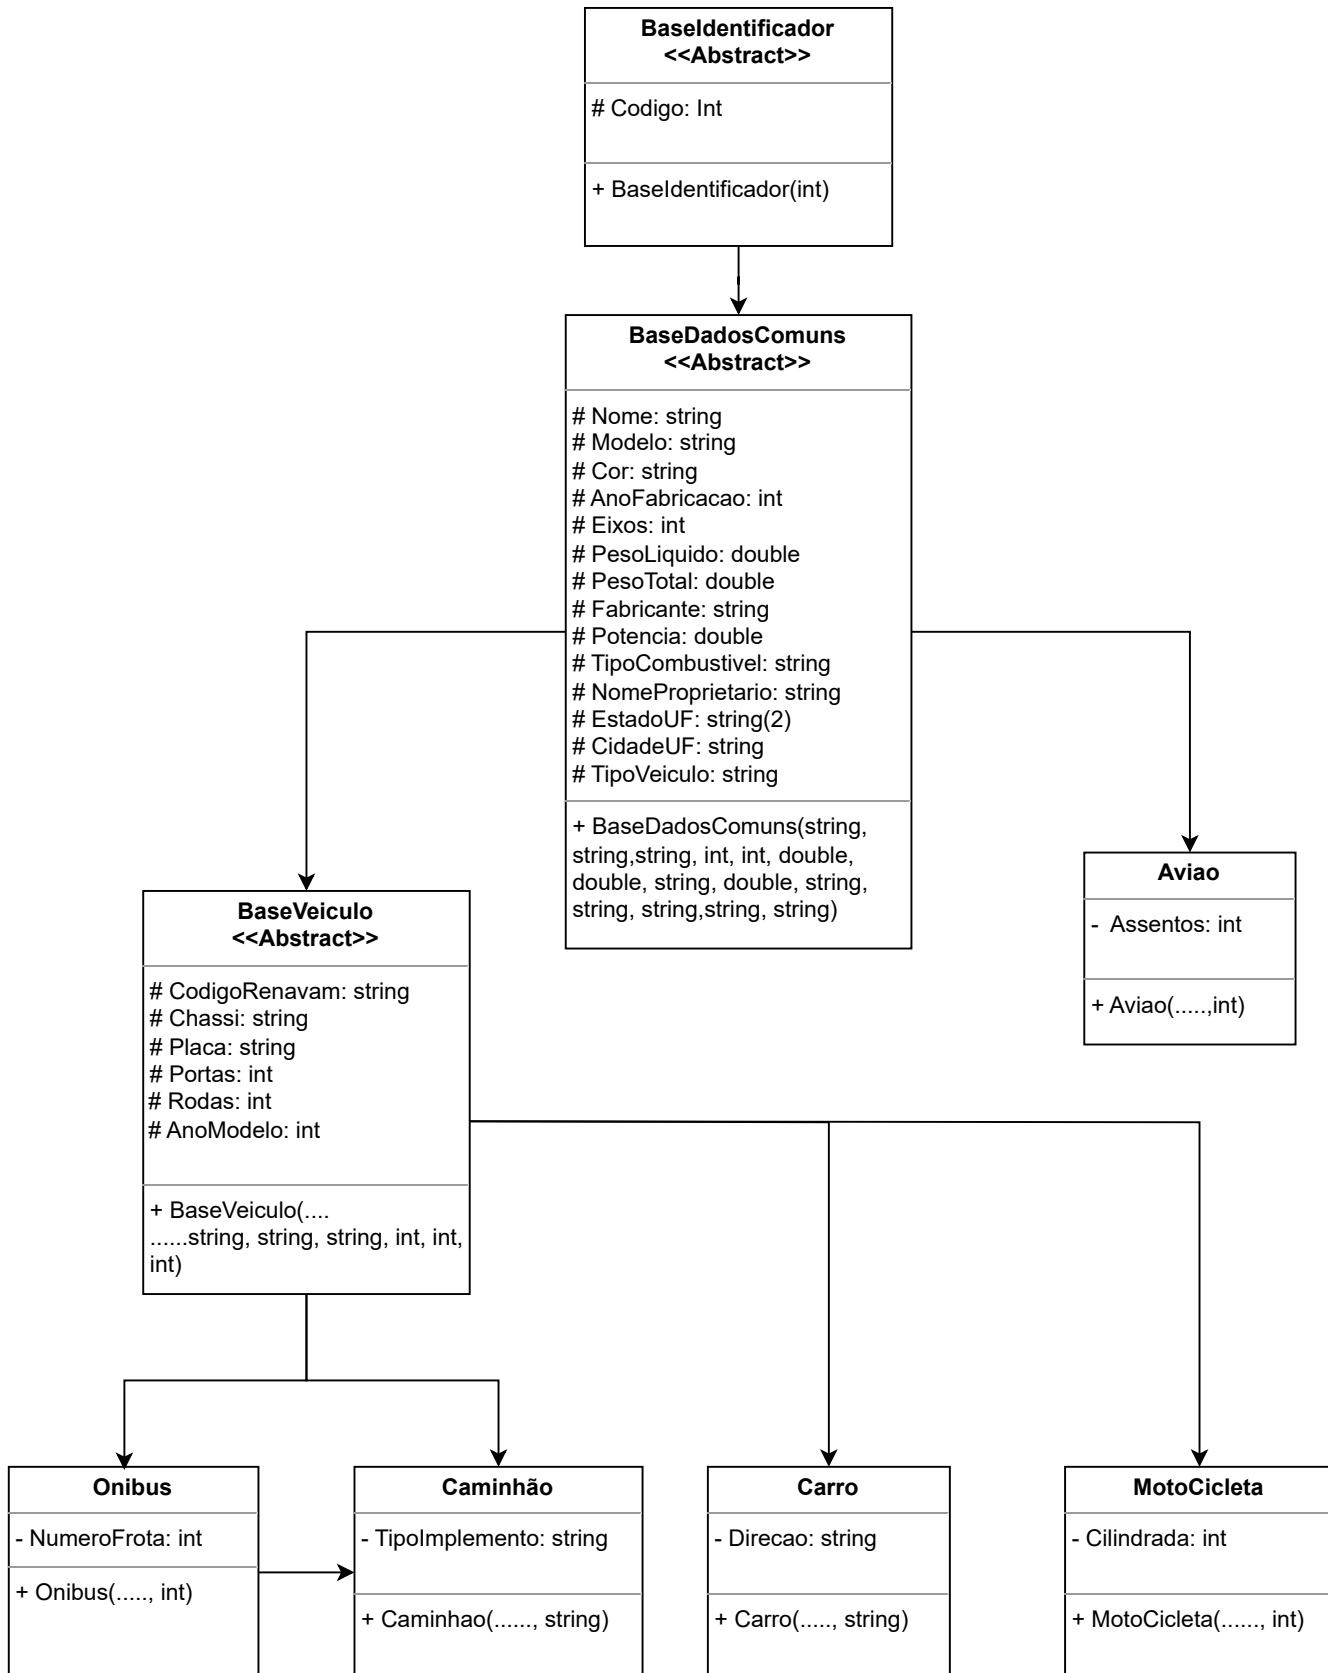 BaseIdentificador
<<Abstract>>
# Codigo: Int
+ BaseIdentificador(int)
BaseDadosComuns
<<Abstract>>
# Nome: string
# Modelo: string
# Cor: string
# AnoFabricacao: int
# Eixos: int
# PesoLiquido: double
# PesoTotal: double
# Fabricante: string
# Potencia: double
# TipoCombustivel: string
# NomeProprietario: string
# EstadoUF: string(2)
# CidadeUF: string
# TipoVeiculo: string
+ BaseDadosComuns(string,
string,string, int, int, double,
double, string, double, string,
string, string,string, string)
Aviao
- Assentos: int
+ Aviao(.....,int)
BaseVeiculo
<<Abstract>>
# CodigoRenavam: string
# Chassi: string
# Placa: string
# Portas: int
# Rodas: int
# AnoModelo: int
+ BaseVeiculo(....
......string, string, string, int, int,
int)
Onibus
- NumeroFrota: int
+ Onibus(....., int)
Caminhão
- TipoImplemento: string
+ Caminhao(......, string)
Carro
- Direcao: string
+ Carro(....., string)
MotoCicleta
- Cilindrada: int
+ MotoCicleta(......, int)